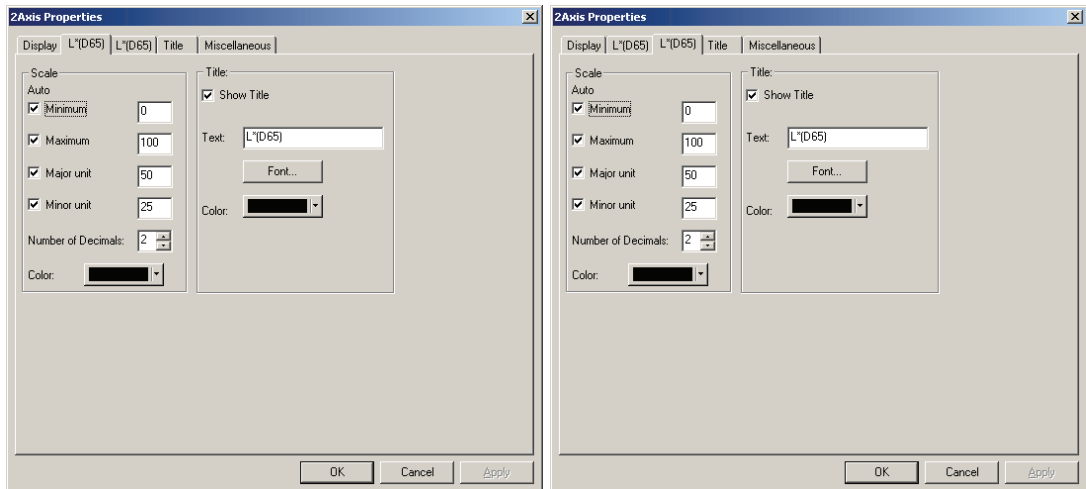 2Axis Properties
Display L*(D65) L*(D65) Title Miscellaneous
Scale
Auto
Minimum 0
Maximum 100
Major unit 50
Minor unit 25
Number of Decimals: 2
Color:
Title:
Show Title
Text: L*(D65)
Font...
Color:
OK Cancel Apply
2Axis Properties
Display L*(D65) L*(D65) Title Miscellaneous
Scale
Auto
Minimum 0
Maximum 100
Major unit 50
Minor unit 25
Number of Decimals: 2
Color:
Title:
Show Title
Text: L*(D65)
Font...
Color:
OK Cancel Apply